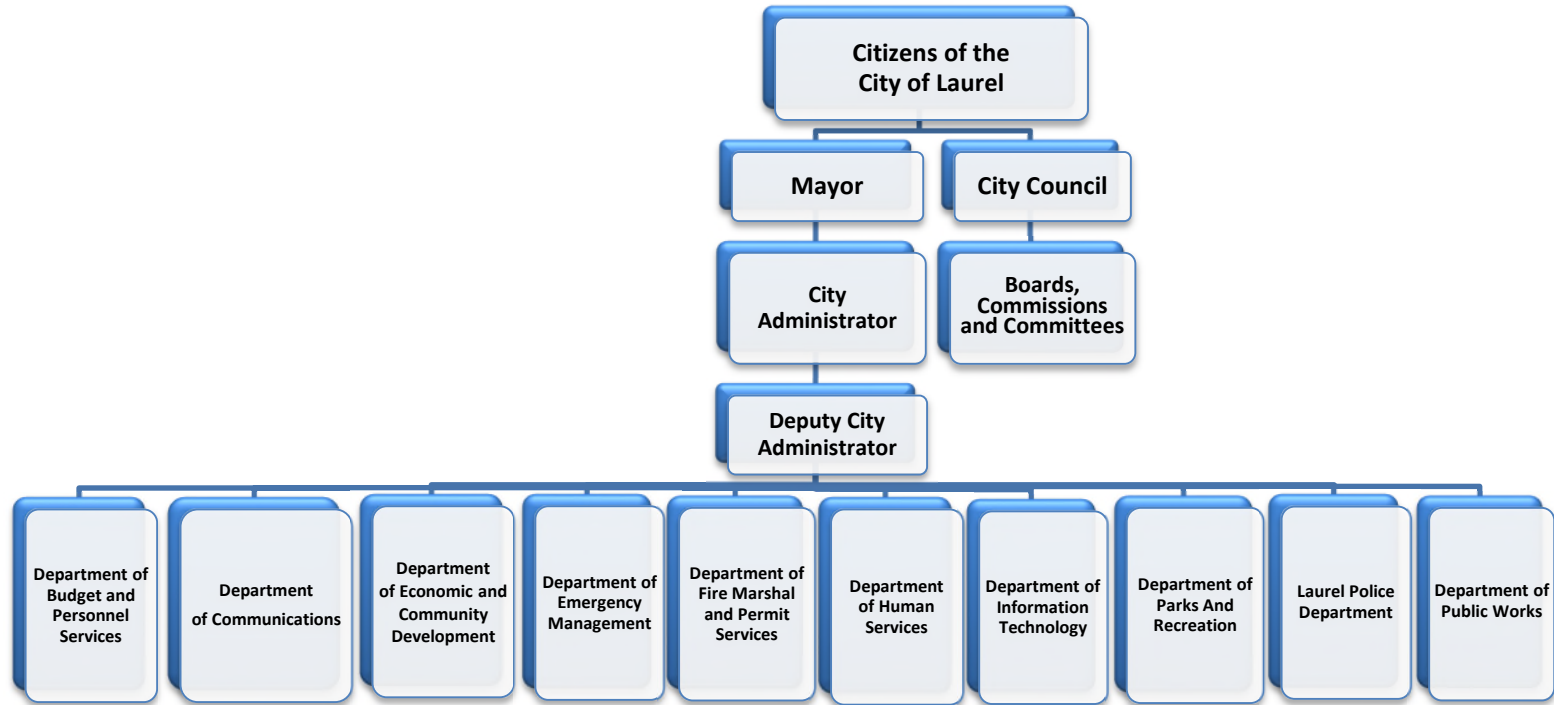 Citizens of the
City of Laurel
Mayor
City Council
City
Administrator
Boards,
Commissions
and Committees
Deputy City
Administrator
Department of
Budget and
Personnel
Services
Department
of Communications
Department
of Economic and
Community
Development
Department of
Emergency
Management
Department of
Fire Marshal
and Permit
Services
Department
of Human
Services
Department of
Information
Technology
Department of
Parks And
Recreation
Laurel Police
Department
Department of
Public Works